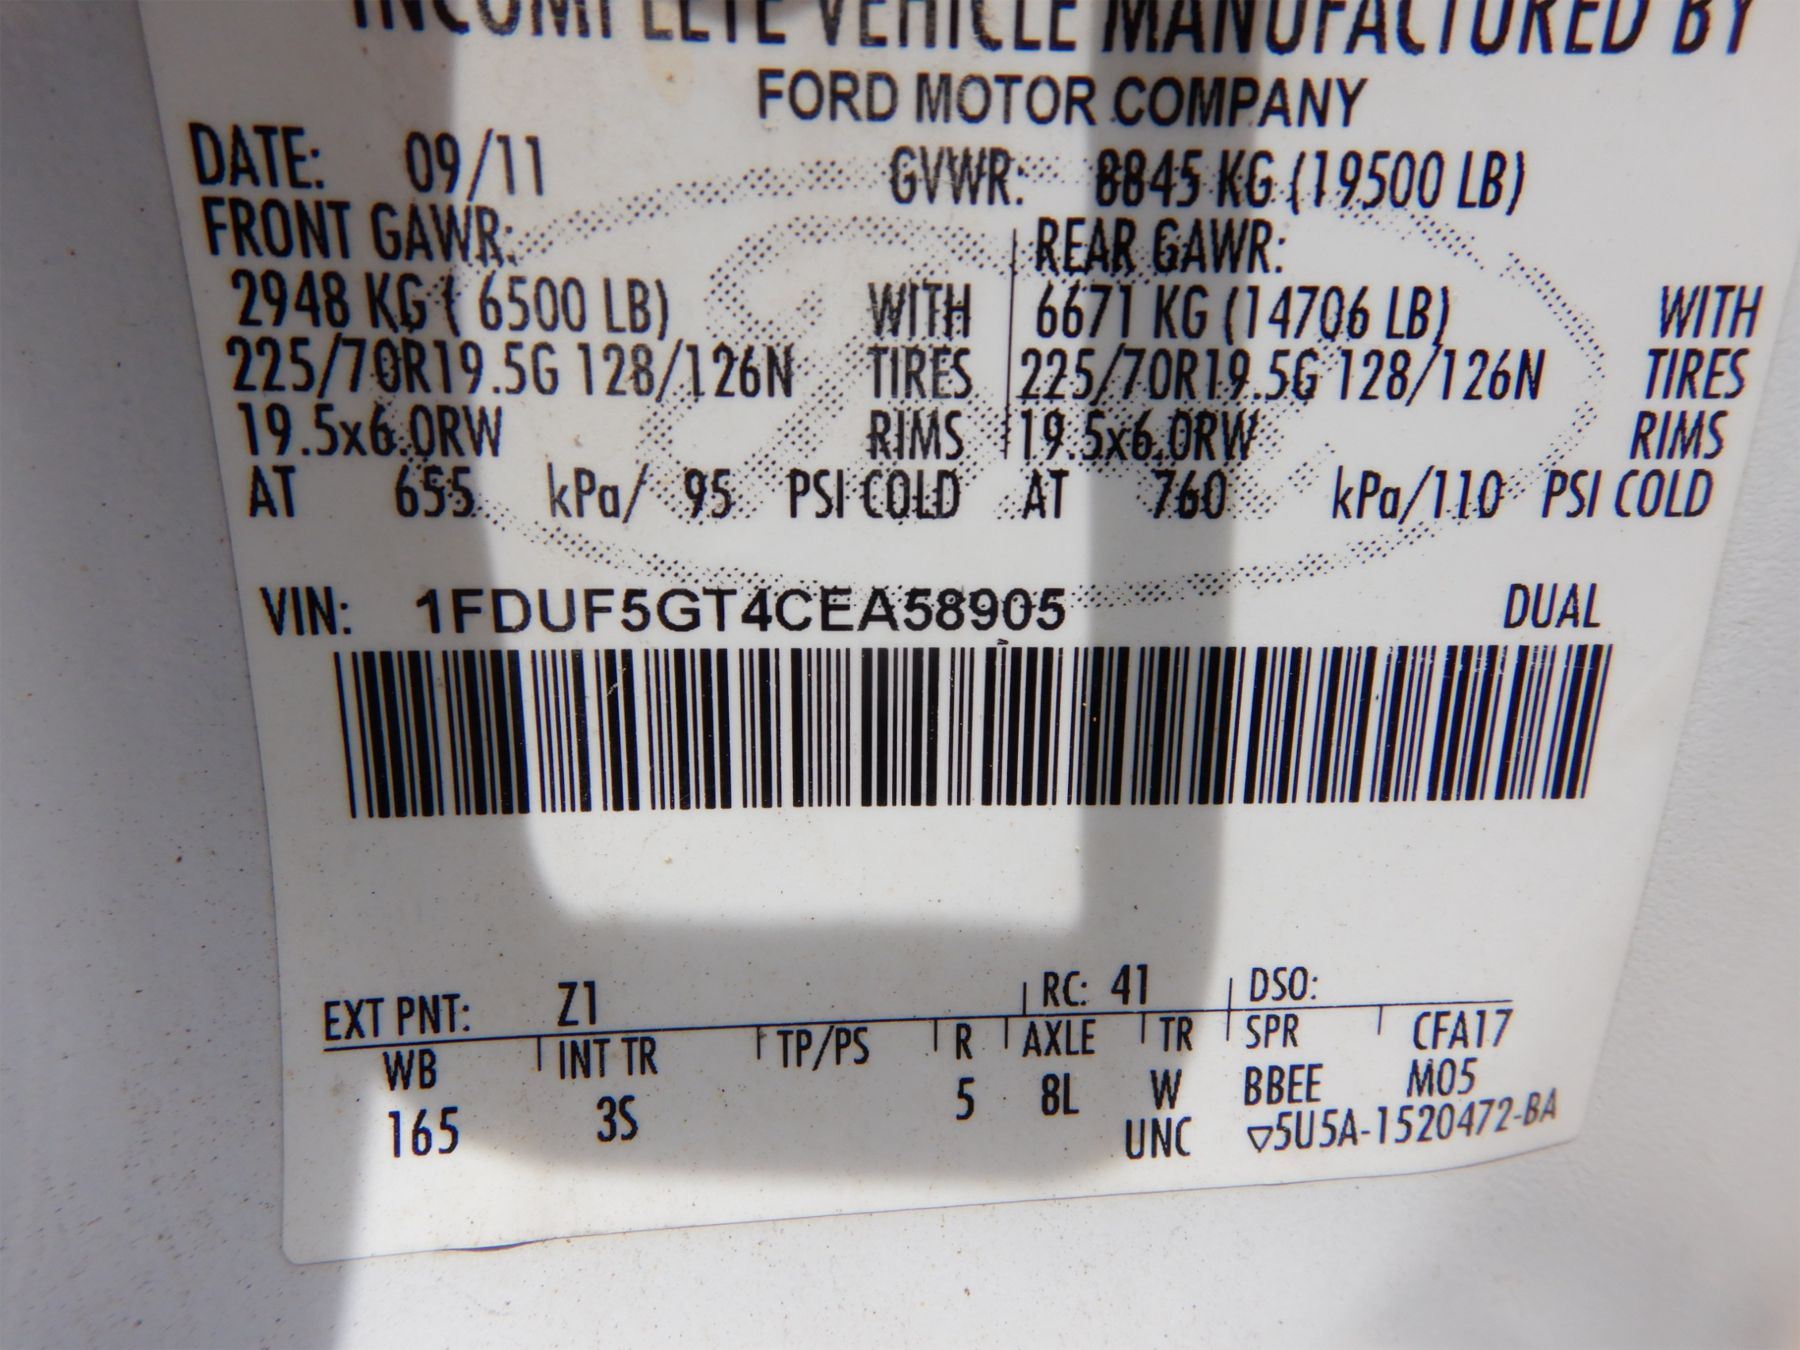 INCOMPLETE VEHICLE MANUFACTURED BY
FORD MOTOR COMPANY
DATE: 09/11 GVWR: 8845 KG (19500 LB)
FRONT GAWR: REAR GAWR:
2948 KG ( 6500 LB) WITH 6671 KG (14706 LB) WITH
225/70R19.5G 128/126N TIRES 225/70R19.5G 128/126N TIRES
19.5x6.0RW RIMS 19.5x6.0RW RIMS
AT 655 kPa/ 95 PSI COLD AT 760 kPa/110 PSI COLD
VIN: 1FDUF5GT4CEA58905 DUAL
EXT PNT: Z1 RC: 41 DSO:
WB INT TR TP/PS R AXLE TR SPR CFA17
165 3S 5 8L W BBEE M05
UNC ▽5U5A-1520472-BA